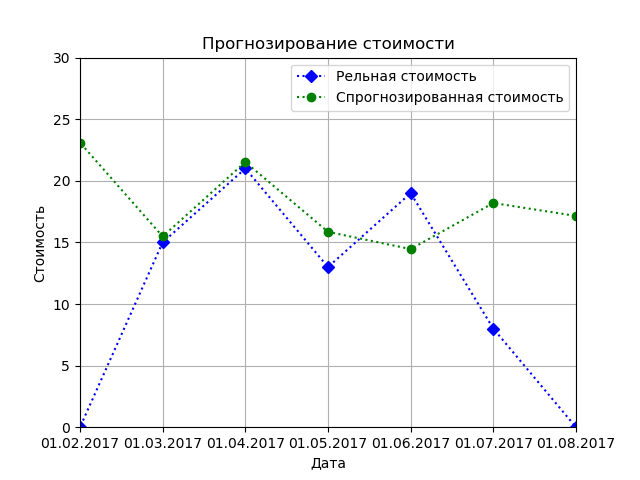 Прогнозирование стоимости
Рельная стоимость
Спрогнозированная стоимость
Стоимость
30
25
20
15
10
5
0
01.02.2017 01.03.2017 01.04.2017 01.05.2017 01.06.2017 01.07.2017 01.08.2017
Дата